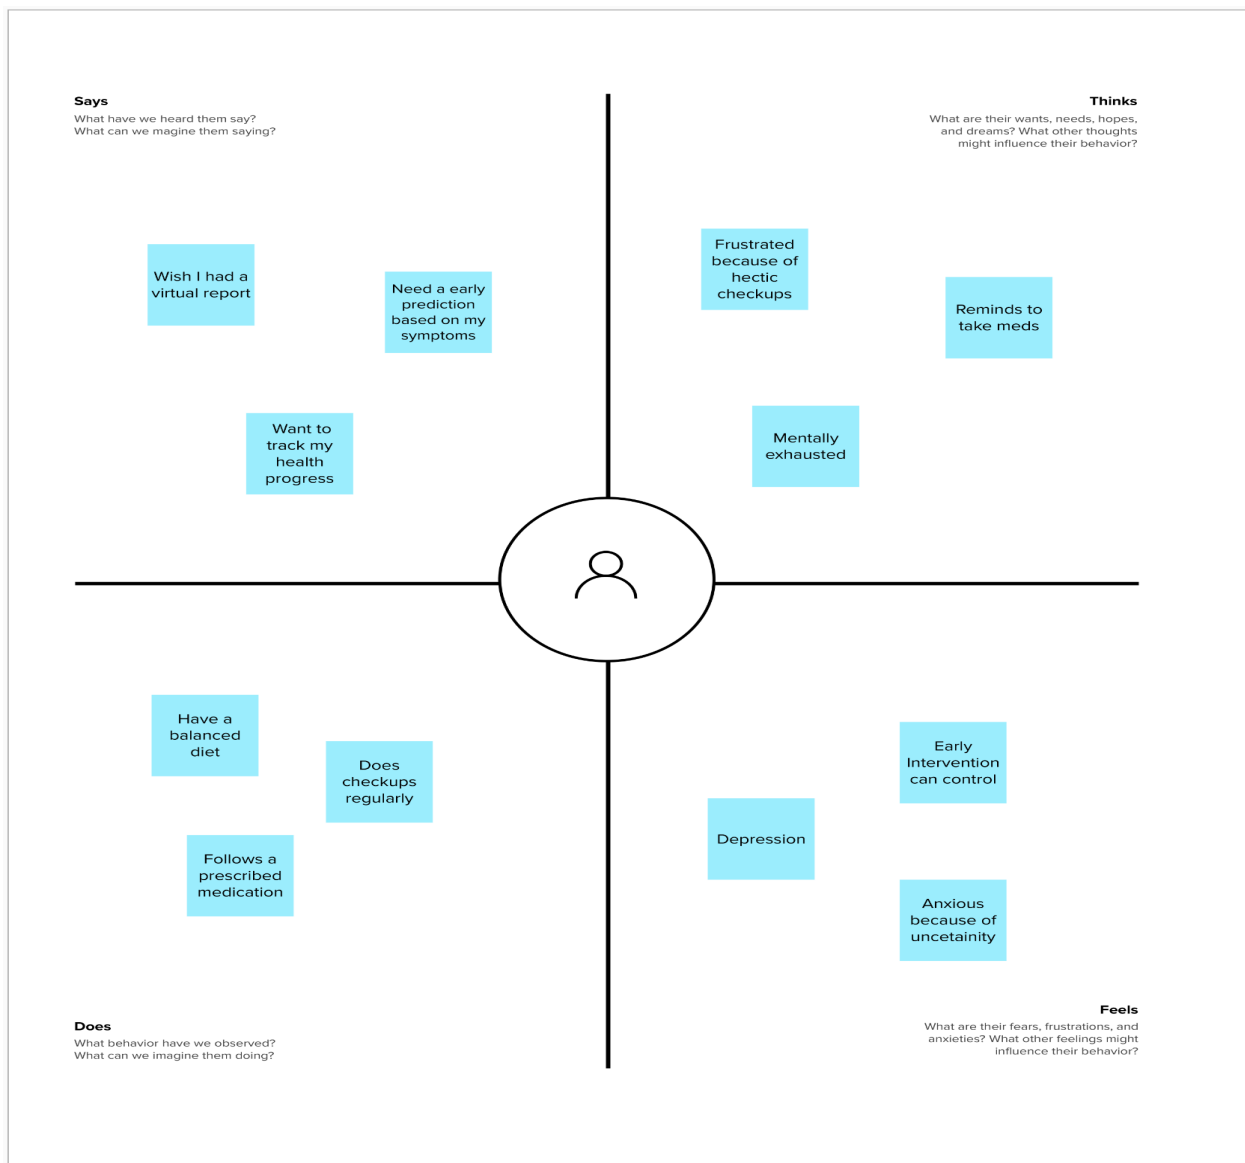 Says
What have we heard them say?
What can we magine them saying?
Wish I had a
virtual report
Need a early
prediction
based on my
symptoms
Want to
track my
health
progress
Thinks
What are their wants, needs, hopes,
and dreams? What other thoughts
might influence their behavior?
Frustrated
because of
hectic
checkups
Reminds to
take meds
Mentally
exhausted
Have a
balanced
diet
Does
checkups
regularly
Follows a
prescribed
medication
Does
What behavior have we observed?
What can we imagine them doing?
Early
Intervention
can control
Depression
Anxious
because of
uncetainity
Feels
What are their fears, frustrations, and
anxieties? What other feelings might
influence their behavior?